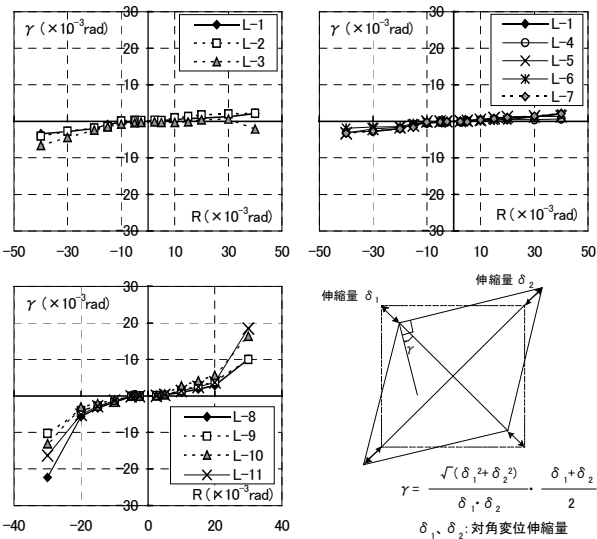 γ (×10⁻³rad)
30
20
10
-10
-20
-30
L-1
L-2
L-3
R(×10⁻³rad)
-50
-30
-10
10
30
50
γ (×10⁻³rad)
30
20
10
-10
-20
-30
L-1
L-4
L-5
L-6
L-7
R(×10⁻³rad)
-50
-30
-10
10
30
50
γ (×10⁻³rad)
30
20
10
-10
-20
-30
L-8
L-9
L-10
L-11
R(×10⁻³rad)
-40
-20
0
20
40
伸縮量 δ₁
伸縮量 δ₂
γ
γ= √(δ₁²+δ₂²) / δ₁・δ₂ ・ δ₁+δ₂ / 2
δ₁、δ₂:対角変位伸縮量